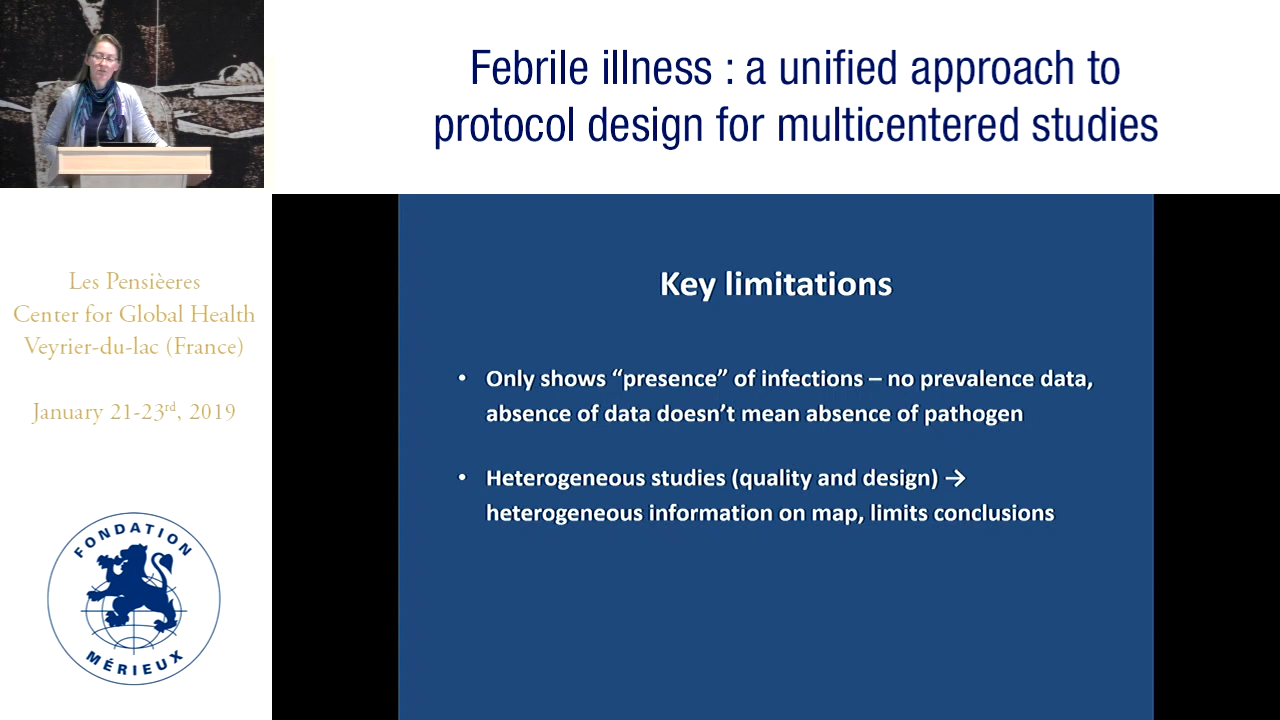 Febrile illness : a unified approach to
protocol design for multicentered studies
Les Pensièeres
Center for Global Health
Veyrier-du-lac (France)
January 21-23rd, 2019
FONDATION
MÉRIEUX
Key limitations
• Only shows “presence” of infections – no prevalence data,
absence of data doesn’t mean absence of pathogen
• Heterogeneous studies (quality and design) →
heterogeneous information on map, limits conclusions